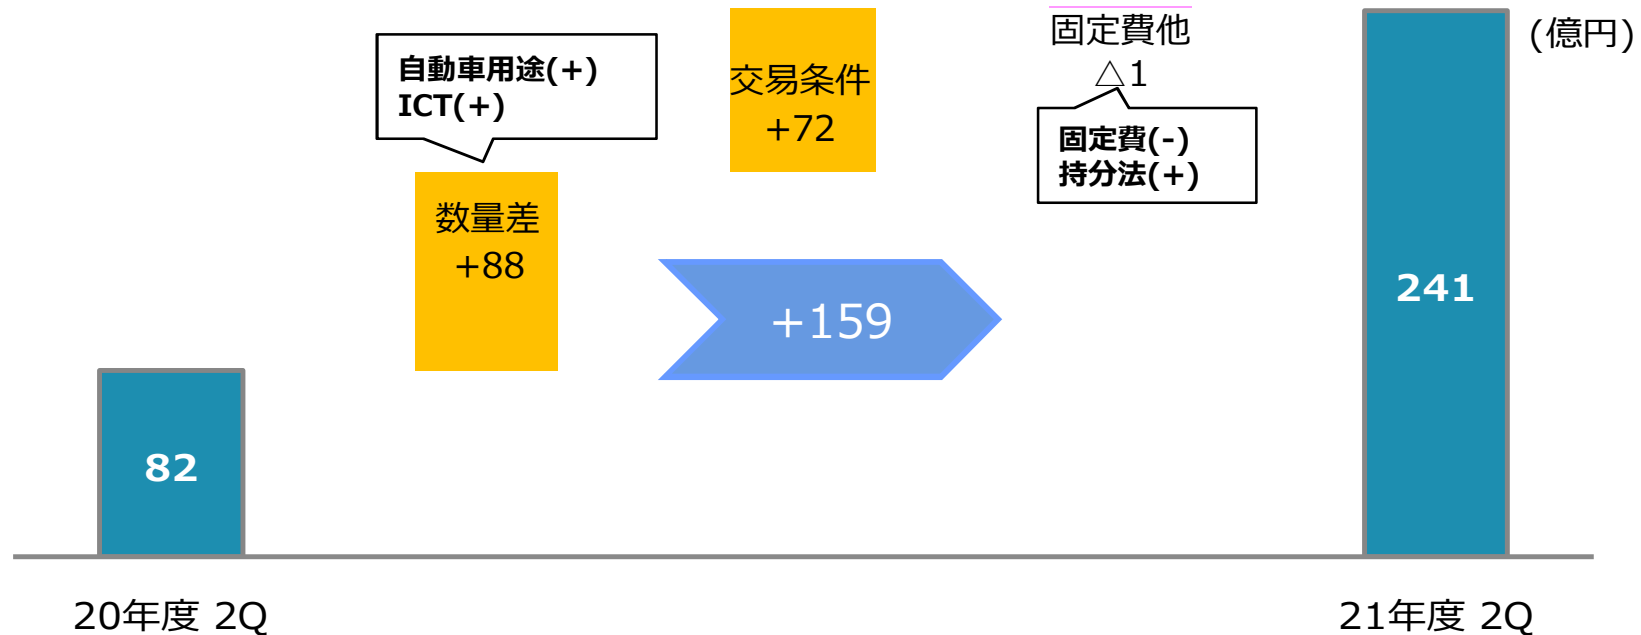 (億円)
自動車用途(+)
ICT(+)
数量差
+88
交易条件
+72
固定費他
△1
固定費(-)
持分法(+)
+159
82
241
20年度 2Q
21年度 2Q